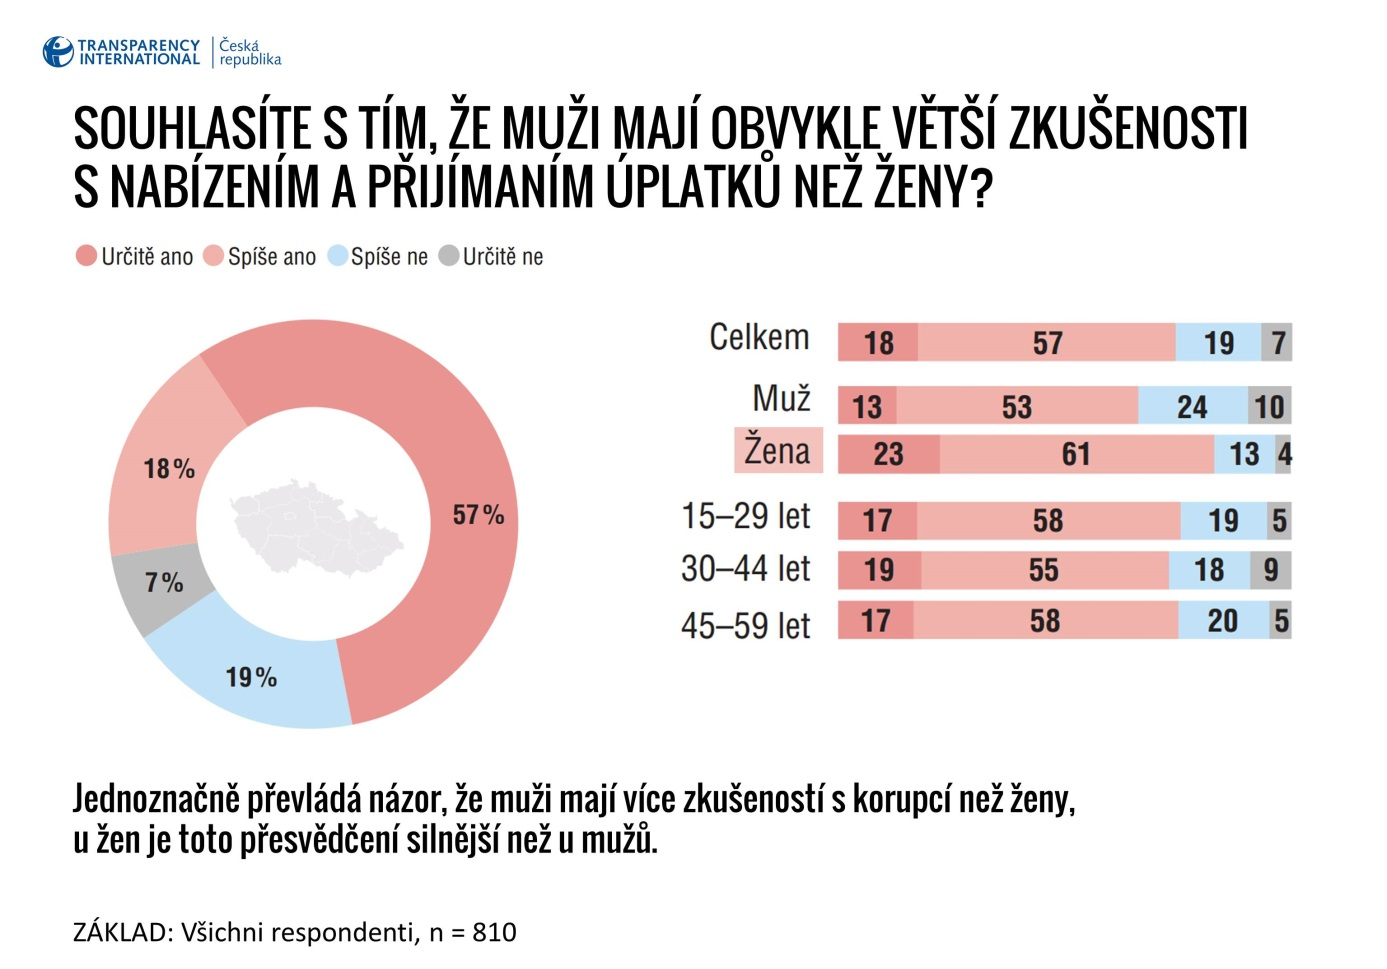 TRANSPARENCY
INTERNATIONAL
Česká
republika
SOUHLASÍTE S TÍM, ŽE MUŽI MAJÍ OBVYKLE VĚTŠÍ ZKUŠENOSTI
S NABÍZENÍM A PŘIJÍMANÍM ÚPLATKŮ NEŽ ŽENY?
Určitě ano Spíše ano Spíše ne Určitě ne
18 %
57 %
7 %
19 %
Celkem 18 57 19 7
Muž 13 53 24 10
Žena 23 61 13 4
15–29 let 17 58 19 5
30–44 let 19 55 18 9
45–59 let 17 58 20 5
Jednoznačně převládá názor, že muži mají více zkušeností s korupcí než ženy,
u žen je toto přesvědčení silnější než u mužů.
ZÁKLAD: Všichni respondenti, n = 810